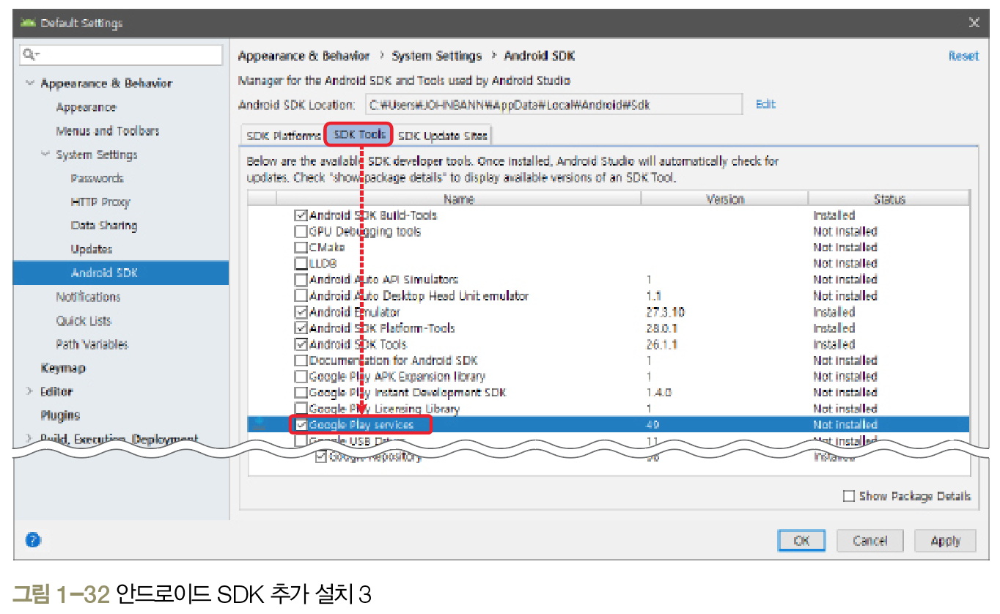 Default Settings
Appearance & Behavior
Appearance
Menus and Toolbars
System Settings
Passwords
HTTP Proxy
Data Sharing
Updates
Android SDK
Notifications
Quick Lists
Path Variables
Keymap
Editor
Plugins
Build, Execution, Deployment
Appearance & Behavior > System Settings > Android SDK
Reset
Manager for the Android SDK and Tools used by Android Studio
Android SDK Location: C:₩Users₩JOHNBANN₩AppData₩Local₩Android₩Sdk Edit
SDK Platforms SDK Tools SDK Update Sites
Below are the available SDK developer tools. Once installed, Android Studio will automatically check for
updates. Check "show package details" to display available versions of an SDK Tool.
Name Version Status
Android SDK Build-Tools Installed
GPU Debugging tools Not installed
CMake Not installed
LLDB Not installed
Android Auto API Simulators 1 Not installed
Android Auto Desktop Head Unit emulator 1.1 Not installed
Android Emulator 27.3.10 Installed
Android SDK Platform-Tools 28.0.1 Installed
Android SDK Tools 26.1.1 Installed
Documentation for Android SDK 1 Not installed
Google Play APK Expansion library 1 Not installed
Google Play Instant Development SDK 1.4.0 Not installed
Google Play Licensing Library 1 Not installed
Google Play services 49 Not installed
Google USB Driver 11 Not installed
Google Repository Installed
Show Package Details
? OK Cancel Apply
그림 1-32 안드로이드 SDK 추가 설치 3